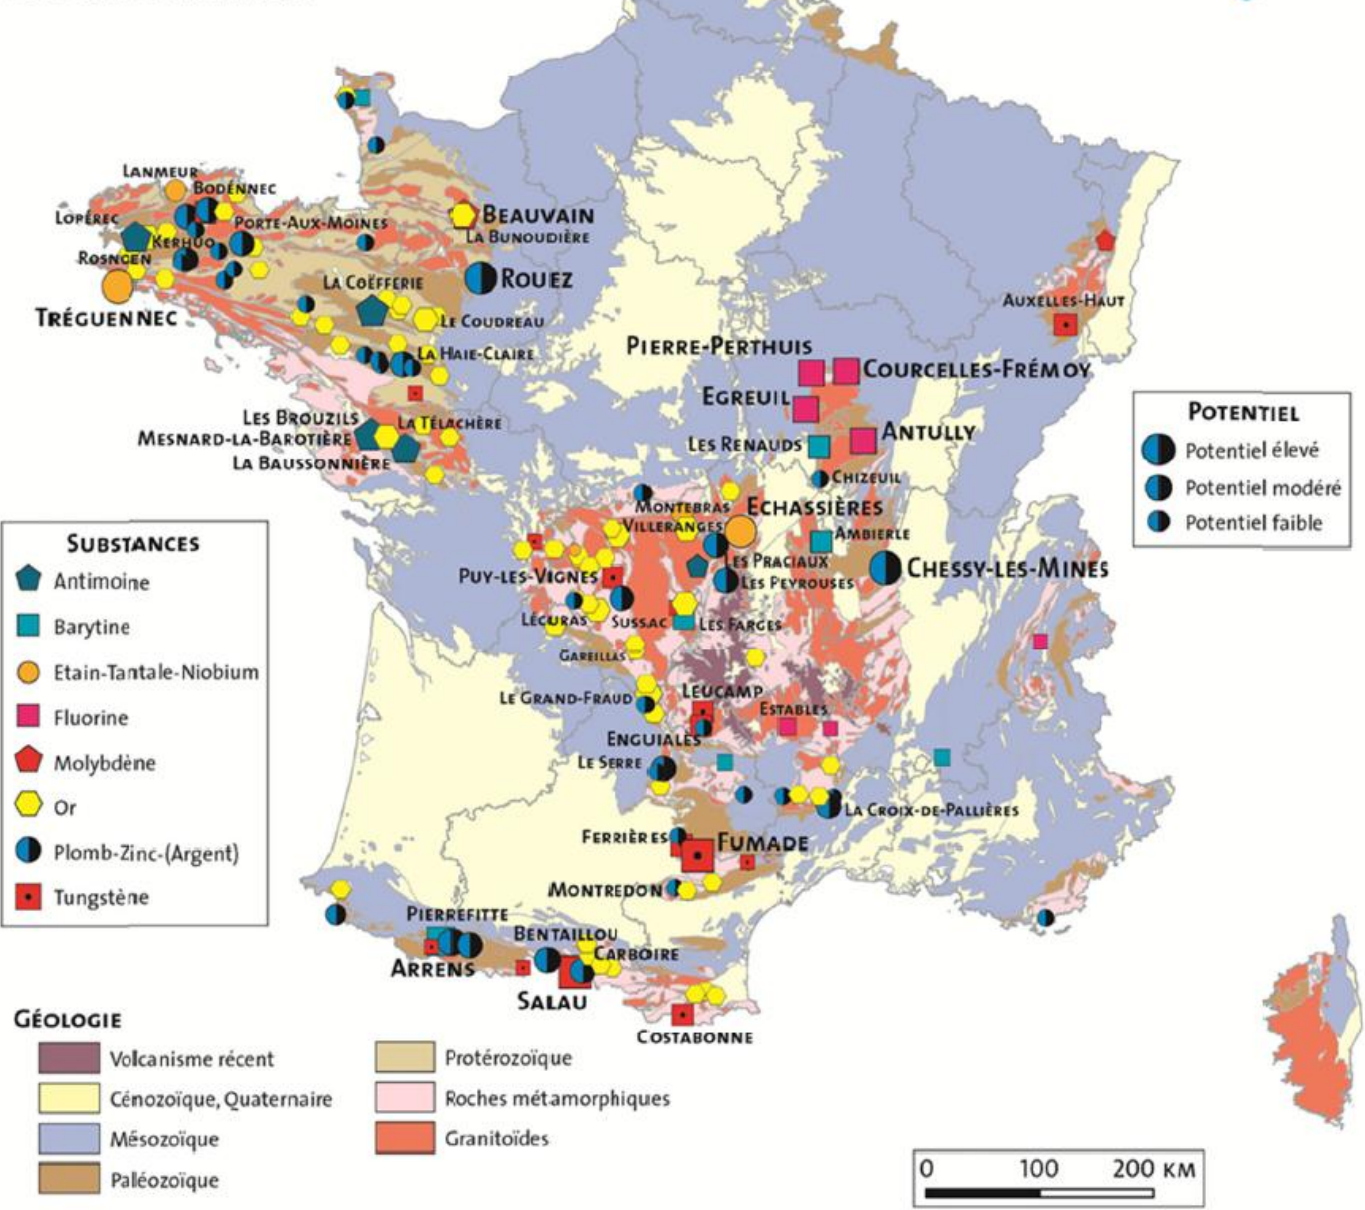 LANMEUR
BODÉNNEC
LOPÉREC
PORTE-AUX-MOINES
KERHUO
ROSNOEN
TRÉGUENNEC
BEAUVAIN
LA BUNOUDIÈRE
ROUEZ
LA COËFFERIE
LE COUDREAU
LA HAIE-CLAIRE
LES BROUZILS
LA TÉLACHÈRE
MESNARD-LA-BAROTIÈRE
LA BAUSSONNIÈRE
AUXELLES-HAUT
PIERRE-PERTHUIS
COURCELLES-FRÉMOY
EGREUIL
ANTULLY
LES RENAUDS
CHIZEUIL
MONTEBRAS
ECHASSIÈRES
VILLERANGES
AMBIERLE
LES PRACIAUX
CHESSY-LES-MINES
PUY-LES-VIGNES
LES PEYROUSES
LÉCURAS
SUSSAC
LES FARGES
GAREILLAS
LE GRAND-FRAUD
LEUCAMP
ESTABLES
ENGUIALÈS
LE SERRE
LA CROIX-DE-PALLIÈRES
FERRIÈRES
FUMADE
MONTREDON
PIERREFITTE
BENTAILLOU
CARBOIRE
ARRENS
SALAU
COSTABONNE
POTENTIEL
Potentiel élevé
Potentiel modéré
Potentiel faible
SUBSTANCES
Antimoine
Barytine
Etain-Tantale-Niobium
Fluorine
Molybdène
Or
Plomb-Zinc-(Argent)
Tungstène
GÉOLOGIE
Volcanisme récent
Cénozoïque, Quaternaire
Mésozoïque
Paléozoïque
Protérozoïque
Roches métamorphiques
Granitoïdes
0 100 200 KM